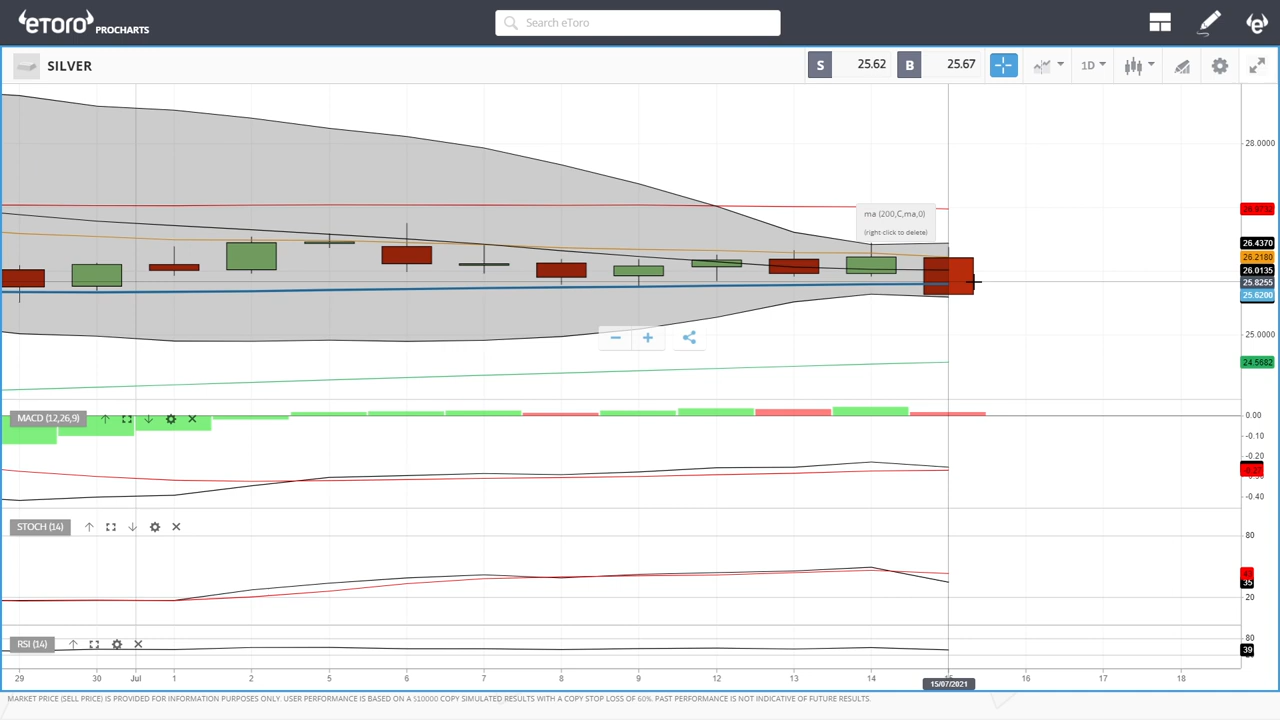 eToro PROCHARTS
Search eToro
SILVER
S 25.62 B 25.67
1D
28.0000
ma (200,C,ma,0)
(right click to delete)
26.4370
26.2180
26.0135
25.8255
25.6200
25.0000
24.5682
MACD (12,26,9)
0.00
-0.10
-0.20
-0.40
STOCH (14)
80
35
20
RSI (14)
80
39
29 30 Jul 1 2 5 6 7 8 9 12 13 14 16 17 18
15/07/2021
MARKET PRICE (SELL PRICE) IS PROVIDED FOR INFORMATION PURPOSES ONLY. USER PERFORMANCE IS BASED ON A $10000 COPY SIMULATED RESULTS WITH A COPY STOP LOSS OF 60%. PAST PERFORMANCE IS NOT INDICATIVE OF FUTURE RESULTS.